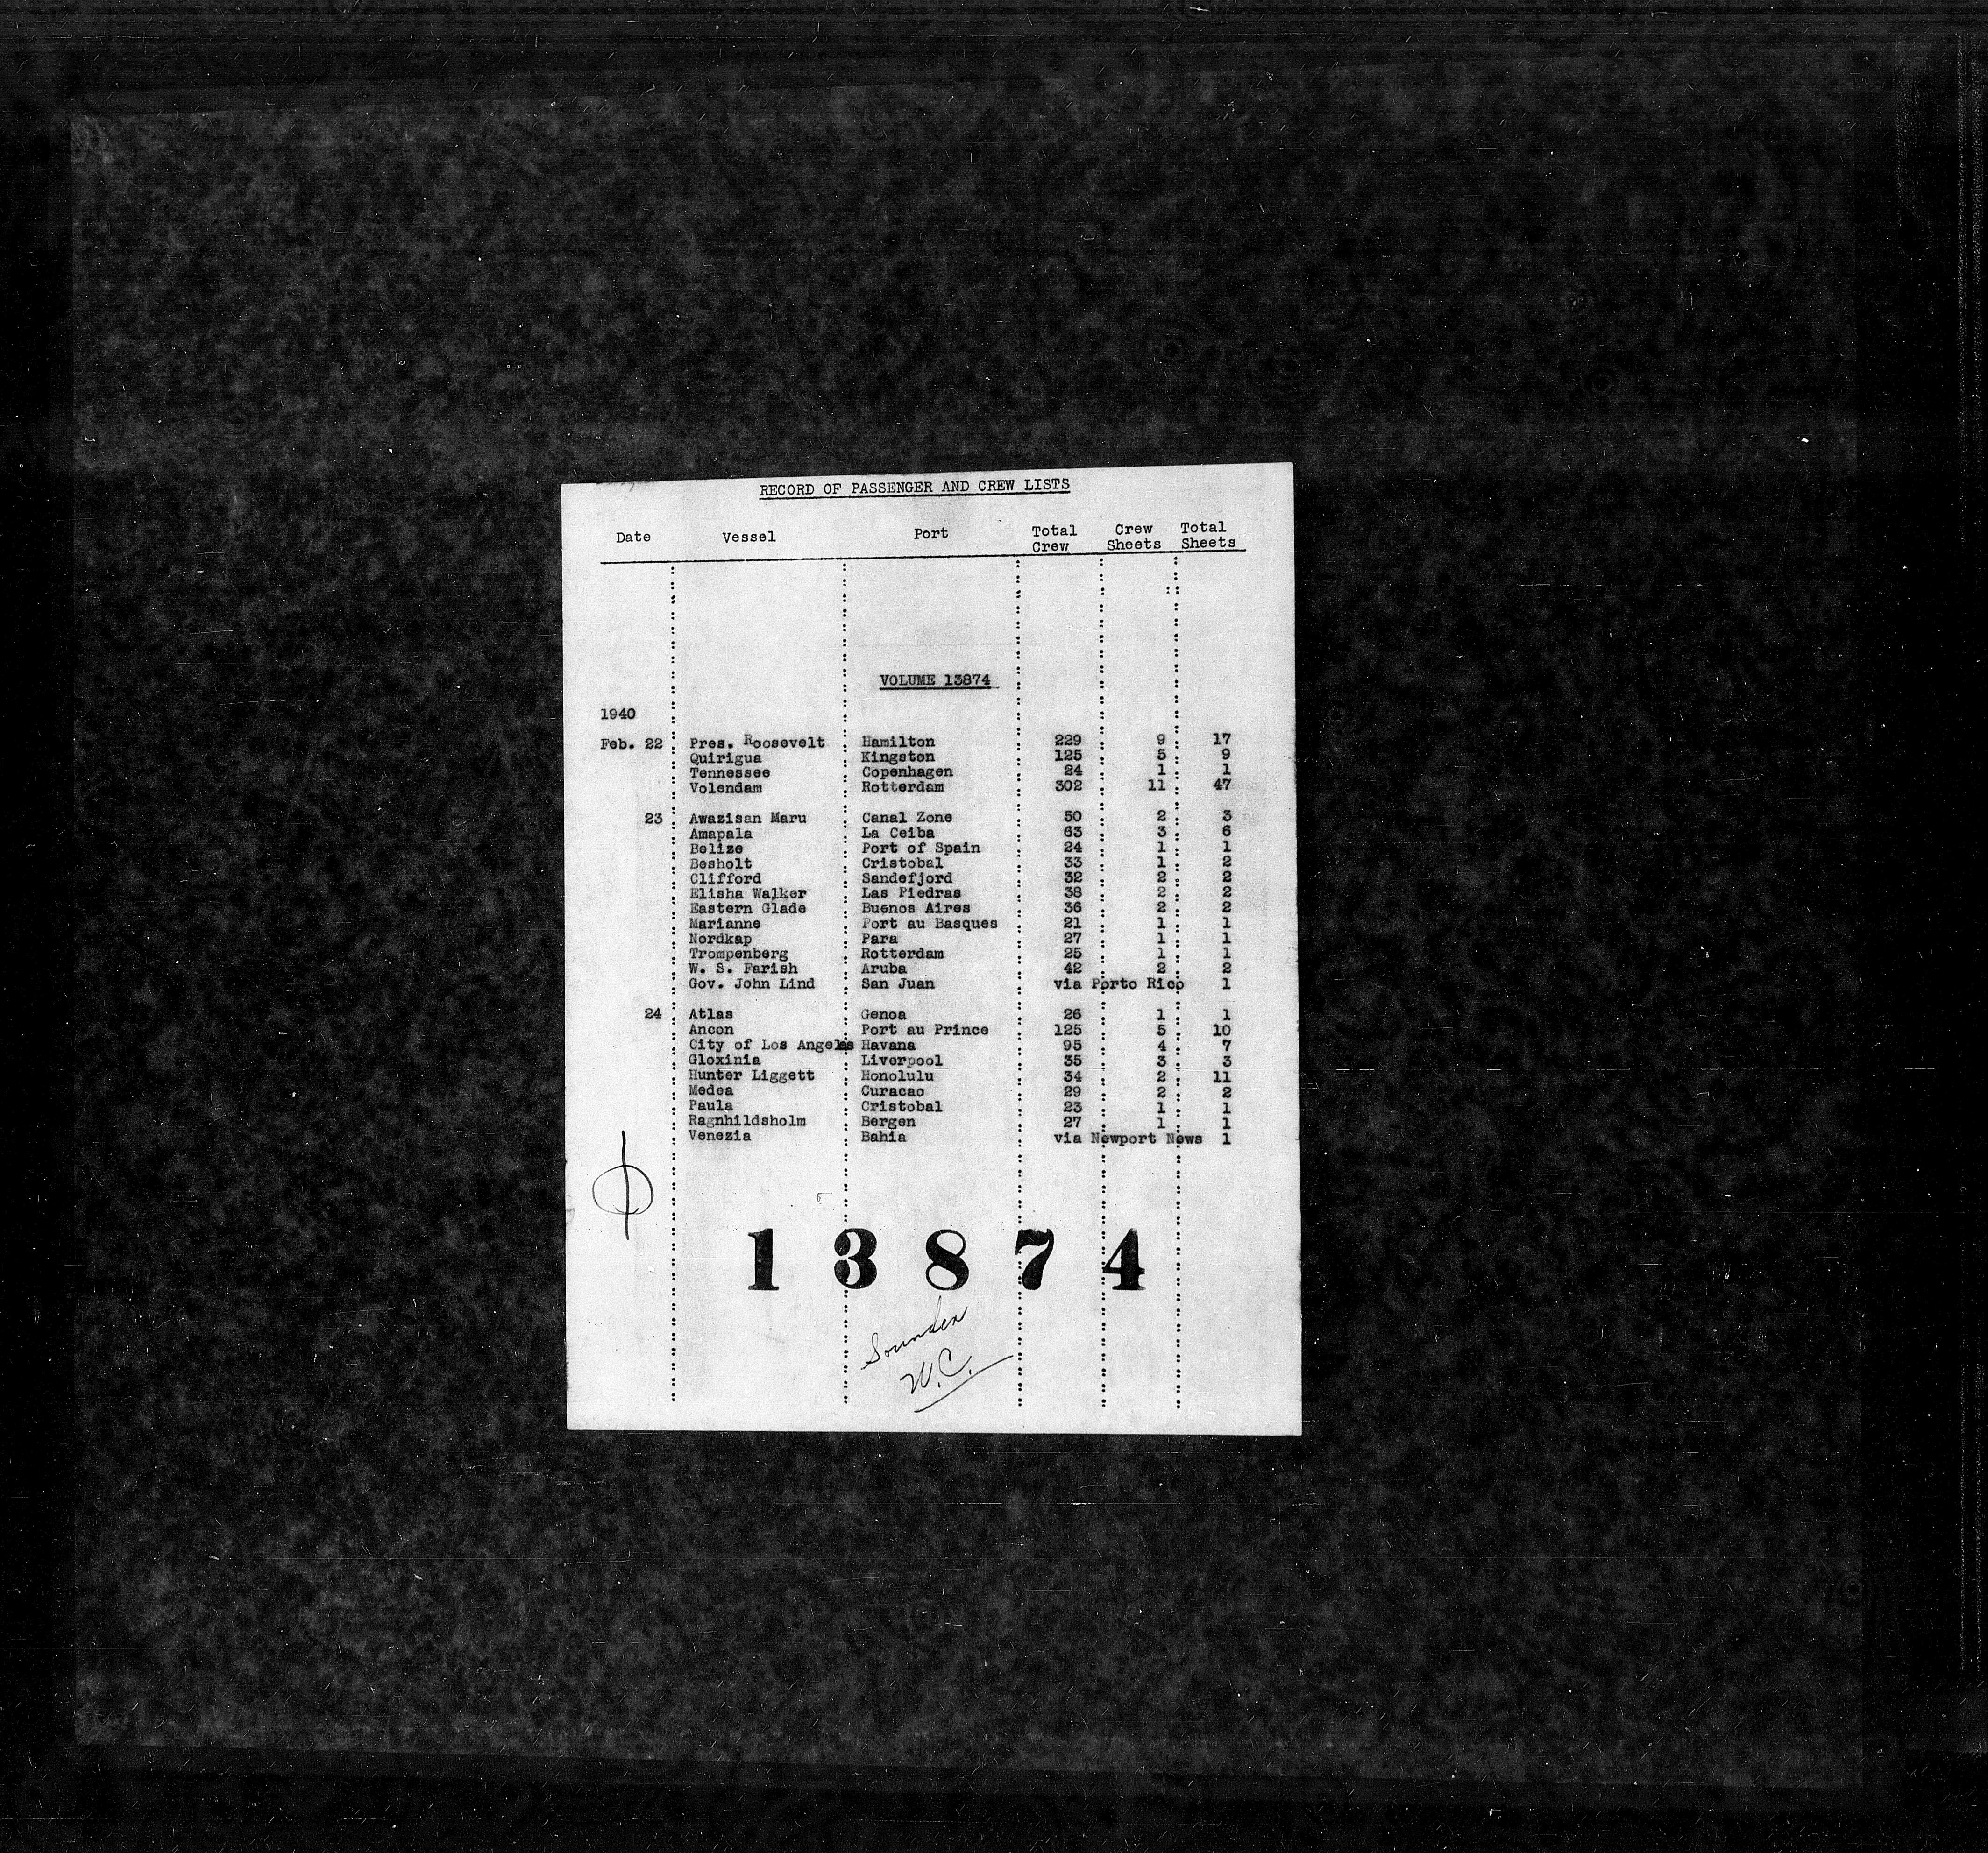 RECORD OF PASSENGER AND CREW LISTS
Date Vessel Port Total Crew Crew Sheets Total Sheets
VOLUME 13874
1940
Feb. 22 Pres. Roosevelt Hamilton 229 9 17
Quirigua Kingston 125 5 9
Tennessee Copenhagen 24 1 1
Volendam Rotterdam 302 11 47
23 Awazisan Maru Canal Zone 50 2 3
Amapala La Ceiba 63 3 6
Belize Port of Spain 24 1 1
Besholt Cristobal 33 1 2
Clifford Sandefjord 32 2 2
Elisha Walker Las Piedras 38 2 2
Eastern Glade Buenos Aires 36 2 2
Marianne Port au Basques 21 1 1
Nordkap Para 27 1 1
Trompenberg Rotterdam 25 1 1
W. S. Farish Aruba 42 2 2
Gov. John Lind San Juan via Porto Rico 1
24 Atlas Genoa 26 1 1
Ancon Port au Prince 125 5 10
City of Los Angeles Havana 95 4 7
Gloxinia Liverpool 35 3 3
Hunter Liggett Honolulu 34 2 11
Medea Curacao 29 2 2
Paula Cristobal 23 1 1
Ragnhildsholm Bergen 27 1 1
Venezia Bahia via Newport News 1
13874
Soundex
W.C.